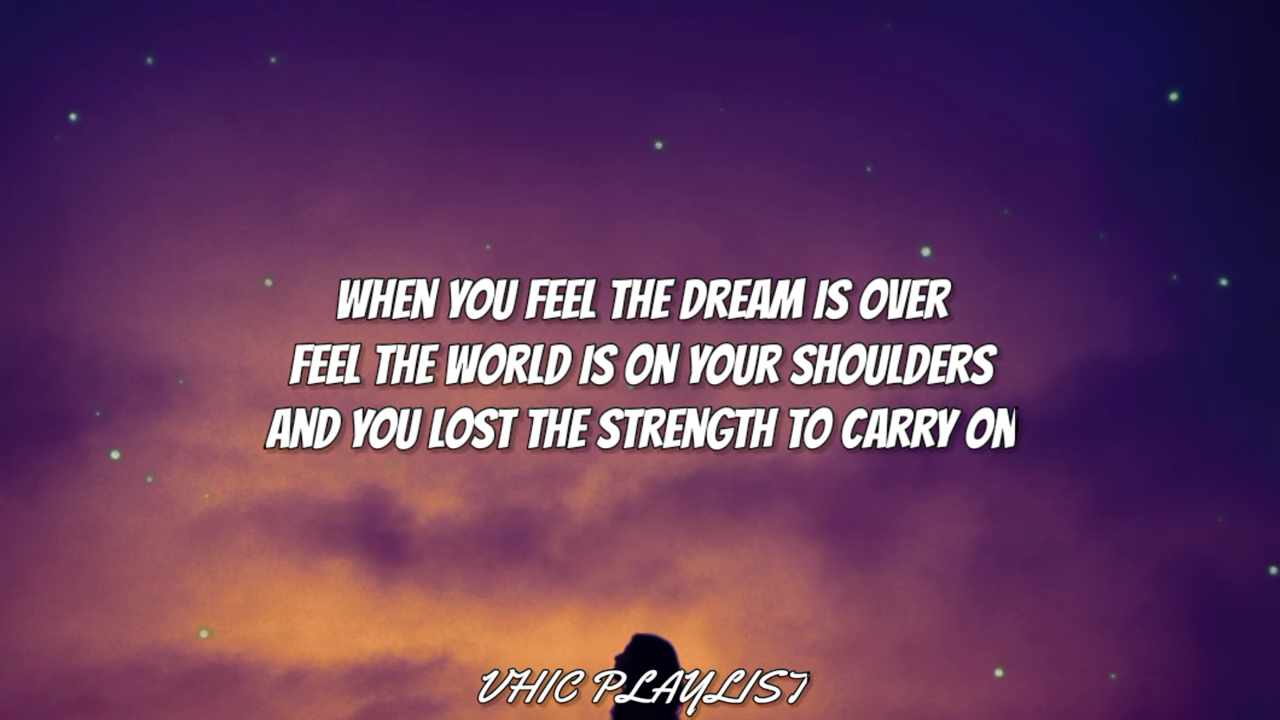 WHEN YOU FEEL THE DREAM IS OVER
FEEL THE WORLD IS ON YOUR SHOULDERS
AND YOU LOST THE STRENGTH TO CARRY ON
VHIC PLAYLIST